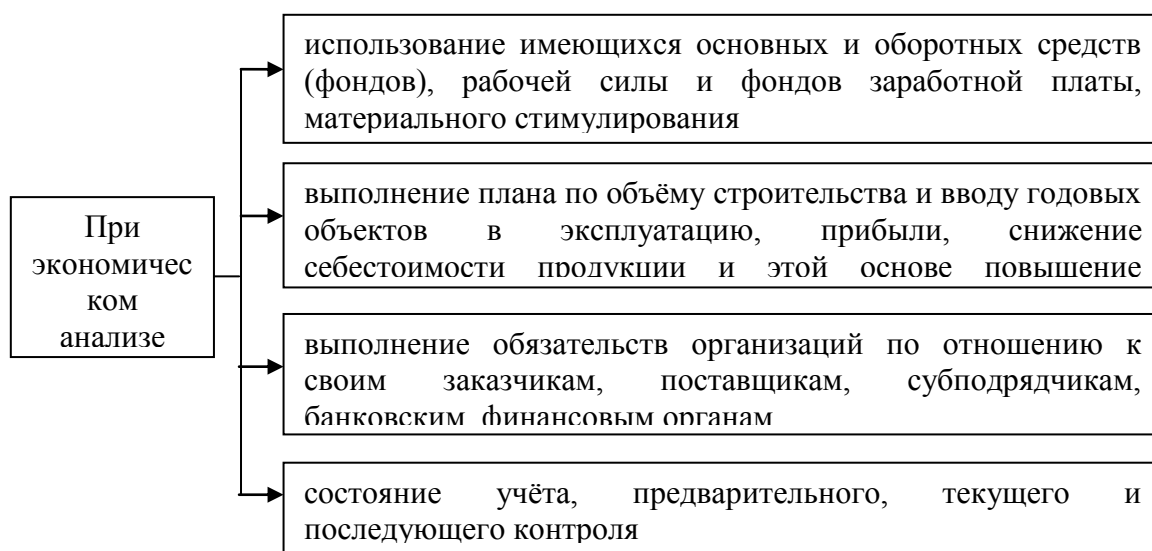 При
экономичес
ком
анализе
использование имеющихся основных и оборотных средств
(фондов), рабочей силы и фондов заработной платы,
материального стимулирования
выполнение плана по объёму строительства и вводу годовых
объектов в эксплуатацию, прибыли, снижение
себестоимости продукции и этой основе повышение
выполнение обязательств организаций по отношению к
своим заказчикам, поставщикам, субподрядчикам,
банковским финансовым органам
состояние учёта, предварительного, текущего и
последующего контроля